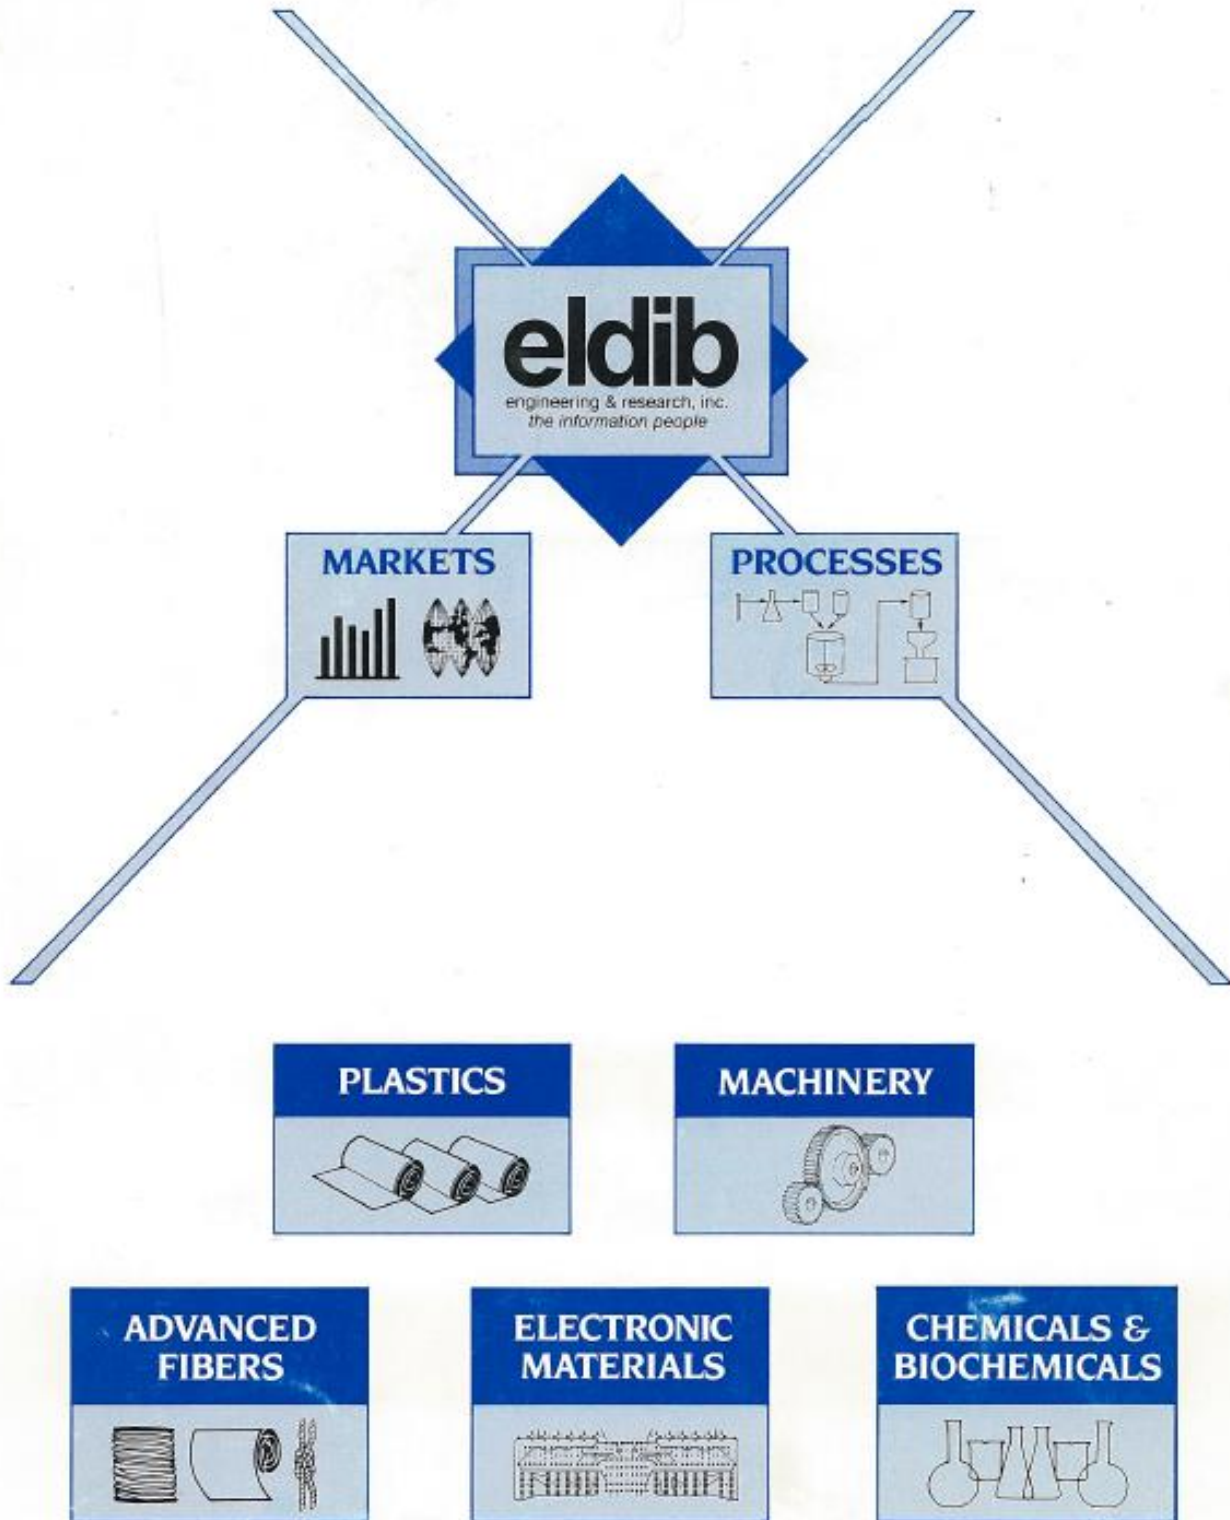 eldib
engineering & research, inc.
the information people
MARKETS
PROCESSES
PLASTICS
MACHINERY
ADVANCED
FIBERS
ELECTRONIC
MATERIALS
CHEMICALS &
BIOCHEMICALS